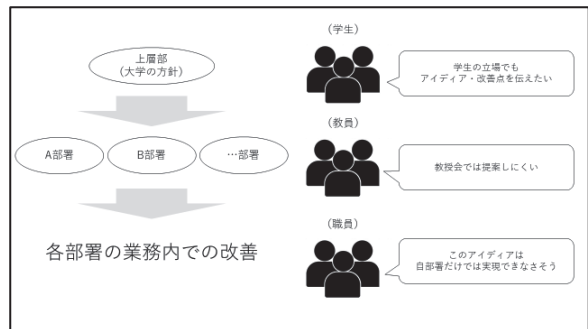 上層部
(大学の方針)
A部署
B部署
…部署
各部署の業務内での改善
(学生)
学生の立場でも
アイディア・改善点を伝えたい
(教員)
教授会では提案しにくい
(職員)
このアイディアは
自部署だけでは実現できなさそう